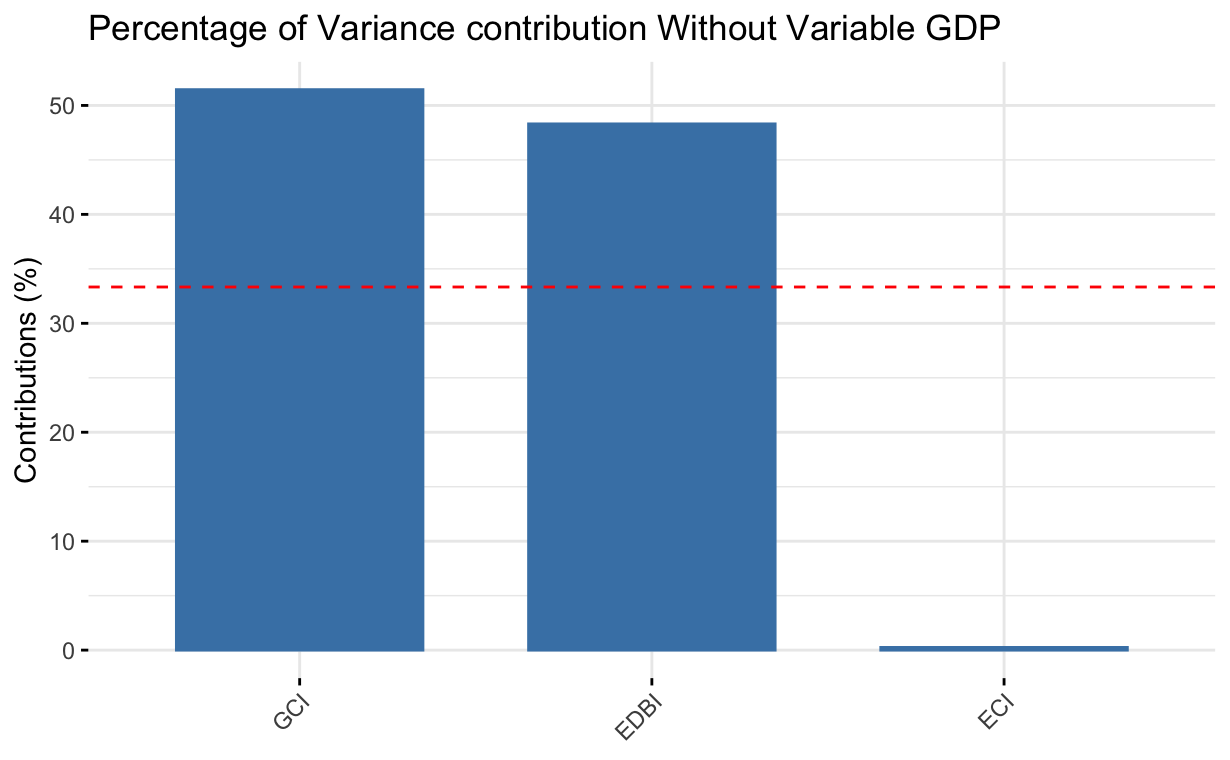 Percentage of Variance contribution Without Variable GDP
Contributions (%)
50
40
30
20
10
0
GCI
EDBI
ECI